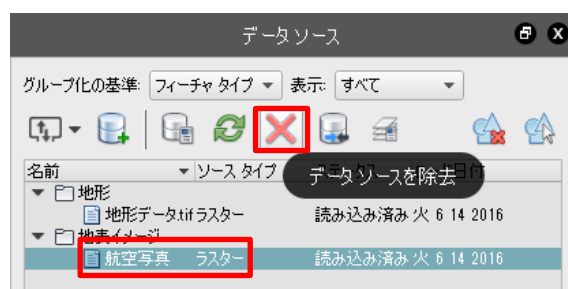 データソース
グループ化の基準: フィーチャ タイプ 表示: すべて
名前 ソース タイプ 日付
データソースを除去
地形
地形データ.tif ラスター 読み込み済み 火 6 14 2016
地表イメージ
航空写真 ラスター 読み込み済み 火 6 14 2016